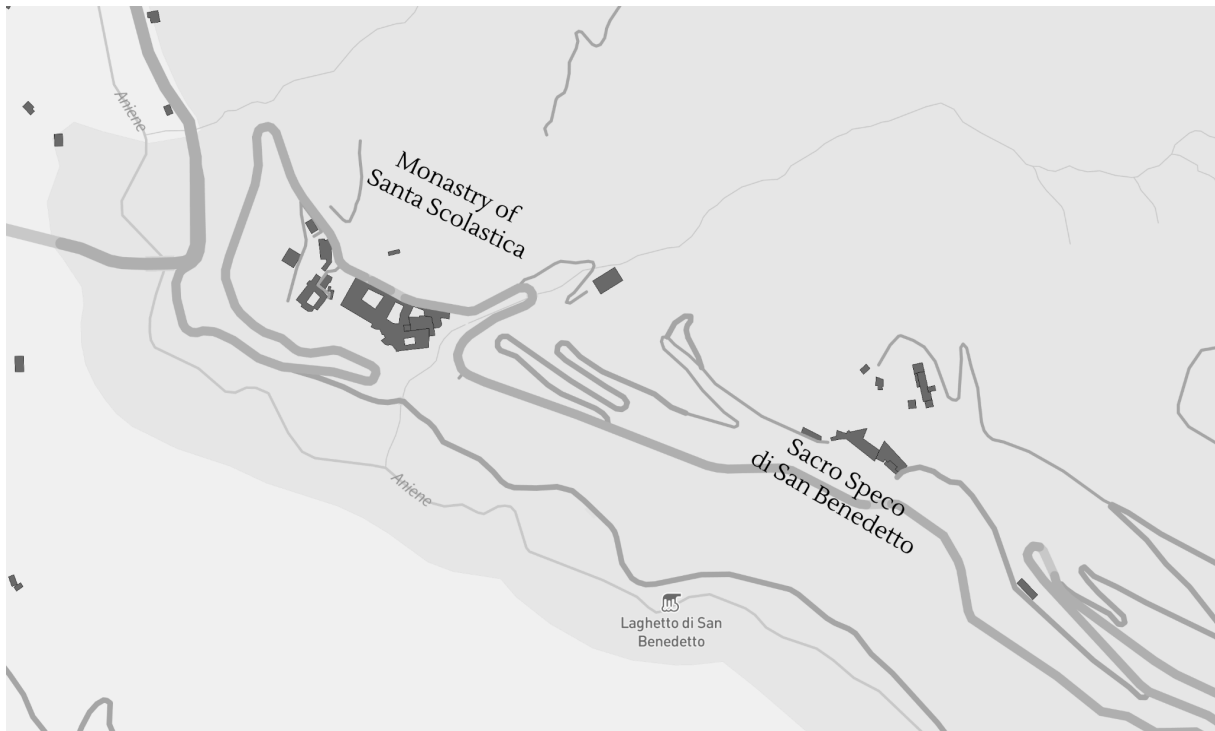 Aniene
Monastry of
Santa Scolastica
Sacro Speco
di San Benedetto
Aniene
Laghetto di San
Benedetto